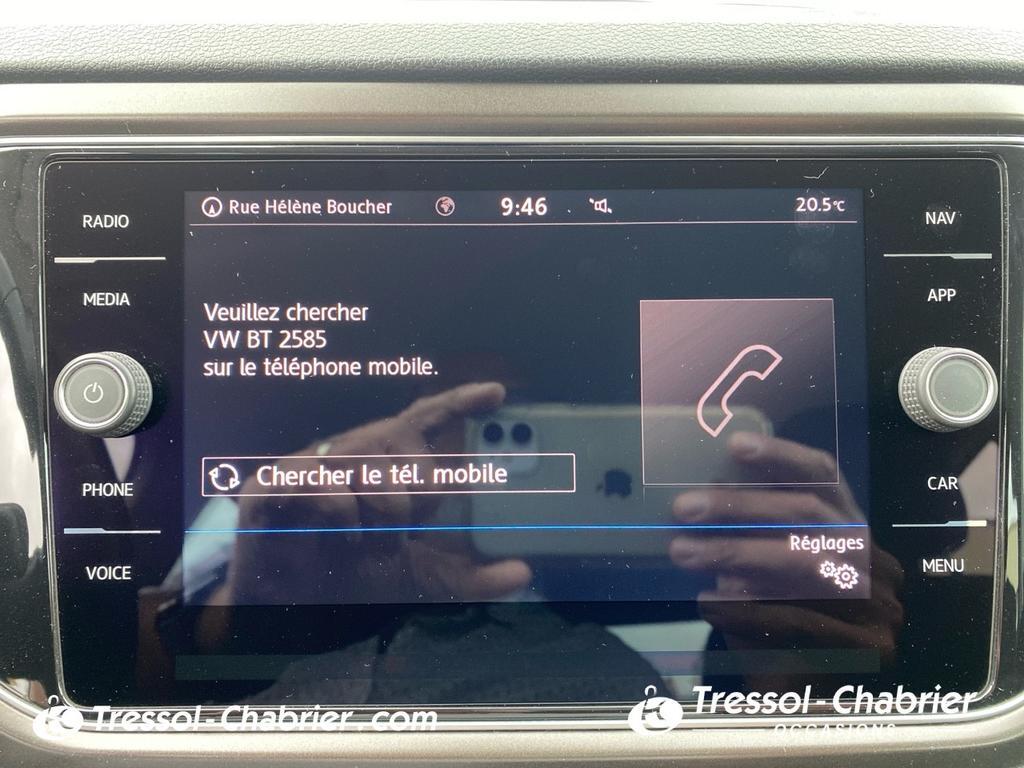 RADIO
MEDIA
PHONE
VOICE
Rue Hélène Boucher 9:46 20.5°C
Veuillez chercher
VW BT 2585
sur le téléphone mobile.
Chercher le tél. mobile
Réglages
NAV
APP
CAR
MENU
Tressol-Chabrier.com
Tressol-Chabrier
OCCASIONS